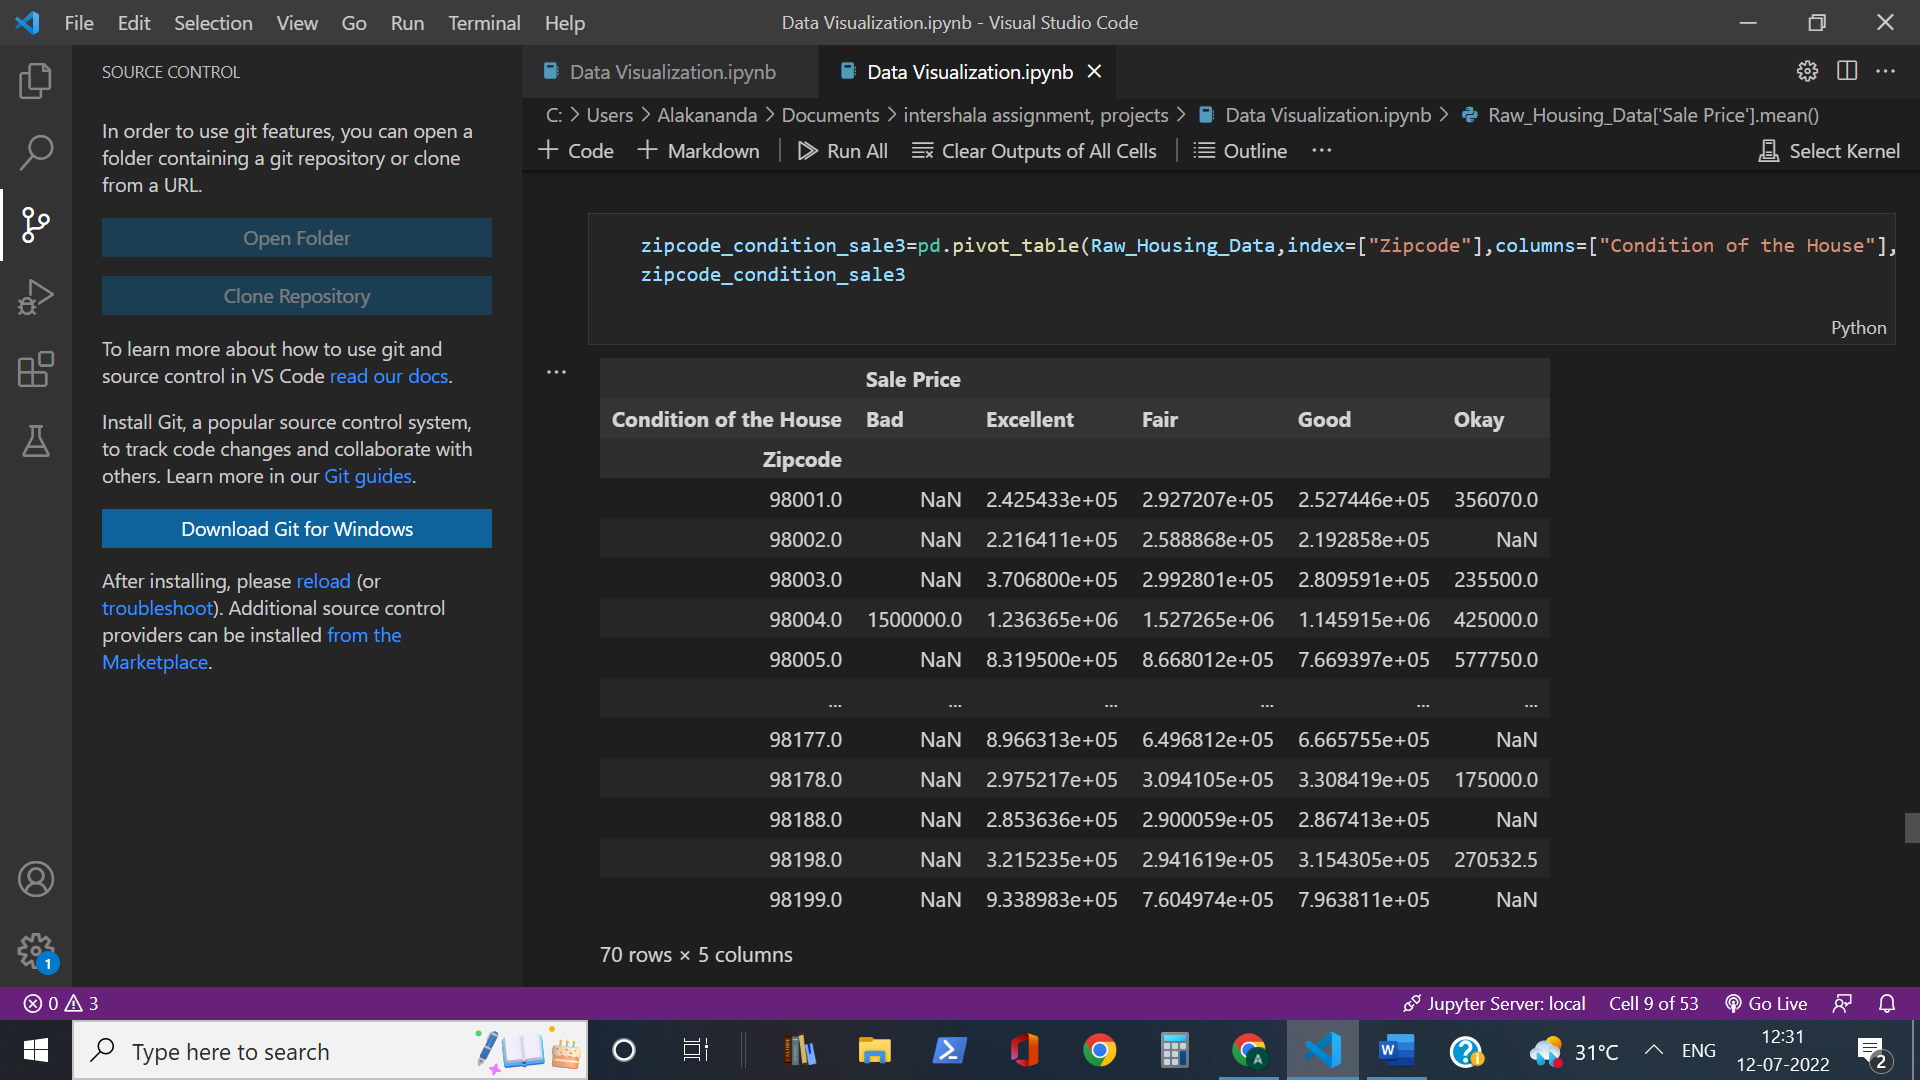 File Edit Selection View Go Run Terminal Help
Data Visualization.ipynb - Visual Studio Code
SOURCE CONTROL
In order to use git features, you can open a
folder containing a git repository or clone
from a URL.
Open Folder
Clone Repository
To learn more about how to use git and
source control in VS Code read our docs.
Install Git, a popular source control system,
to track code changes and collaborate with
others. Learn more in our Git guides.
Download Git for Windows
After installing, please reload (or
troubleshoot). Additional source control
providers can be installed from the
Marketplace.
1
Data Visualization.ipynb Data Visualization.ipynb
C: > Users > Alakananda > Documents > intershala assignment, projects > Data Visualization.ipynb > Raw_Housing_Data['Sale Price'].mean()
+ Code + Markdown Run All Clear Outputs of All Cells Outline ... Select Kernel
zipcode_condition_sale3=pd.pivot_table(Raw_Housing_Data,index=["Zipcode"],columns=["Condition of the House"],
zipcode_condition_sale3
Python
...
Sale Price
Condition of the House Bad Excellent Fair Good Okay
Zipcode
98001.0 NaN 2.425433e+05 2.927207e+05 2.527446e+05 356070.0
98002.0 NaN 2.216411e+05 2.588868e+05 2.192858e+05 NaN
98003.0 NaN 3.706800e+05 2.992801e+05 2.809591e+05 235500.0
98004.0 1500000.0 1.236365e+06 1.527265e+06 1.145915e+06 425000.0
98005.0 NaN 8.319500e+05 8.668012e+05 7.669397e+05 577750.0
... ... ... ... ... ...
98177.0 NaN 8.966313e+05 6.496812e+05 6.665755e+05 NaN
98178.0 NaN 2.975217e+05 3.094105e+05 3.308419e+05 175000.0
98188.0 NaN 2.853636e+05 2.900059e+05 2.867413e+05 NaN
98198.0 NaN 3.215235e+05 2.941619e+05 3.154305e+05 270532.5
98199.0 NaN 9.338983e+05 7.604974e+05 7.963811e+05 NaN
70 rows × 5 columns
0 3 Jupyter Server: local Cell 9 of 53 Go Live
Type here to search
A
W
31°C ENG
12:31
12-07-2022
2